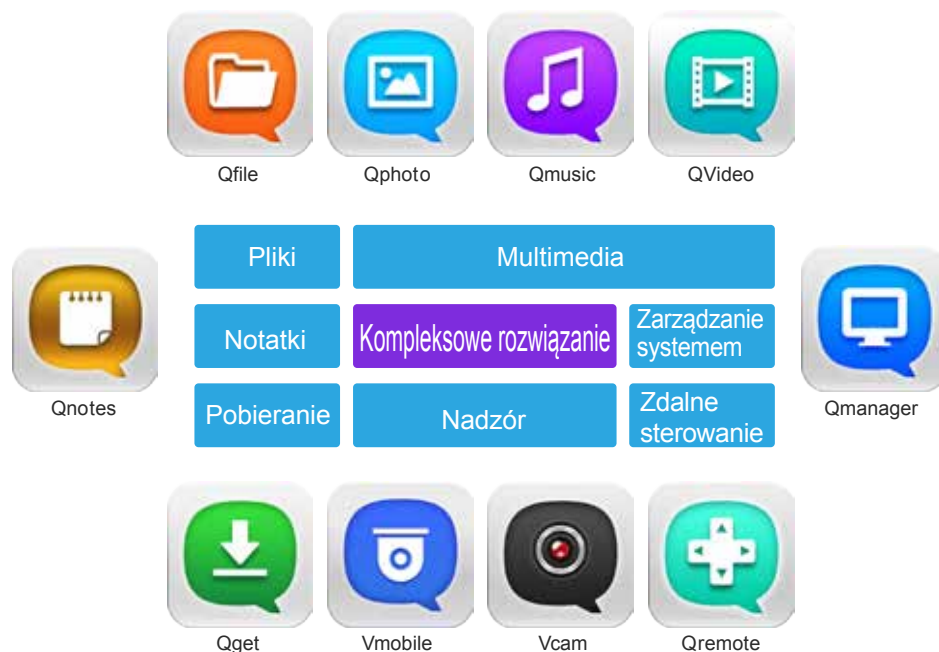 Qfile
Qphoto
Qmusic
QVideo
Pliki
Multimedia
Qnotes
Notatki
Kompleksowe rozwiązanie
Zarządzanie
systemem
Qmanager
Pobieranie
Nadzór
Zdalne
sterowanie
Qget
Vmobile
Vcam
Qremote